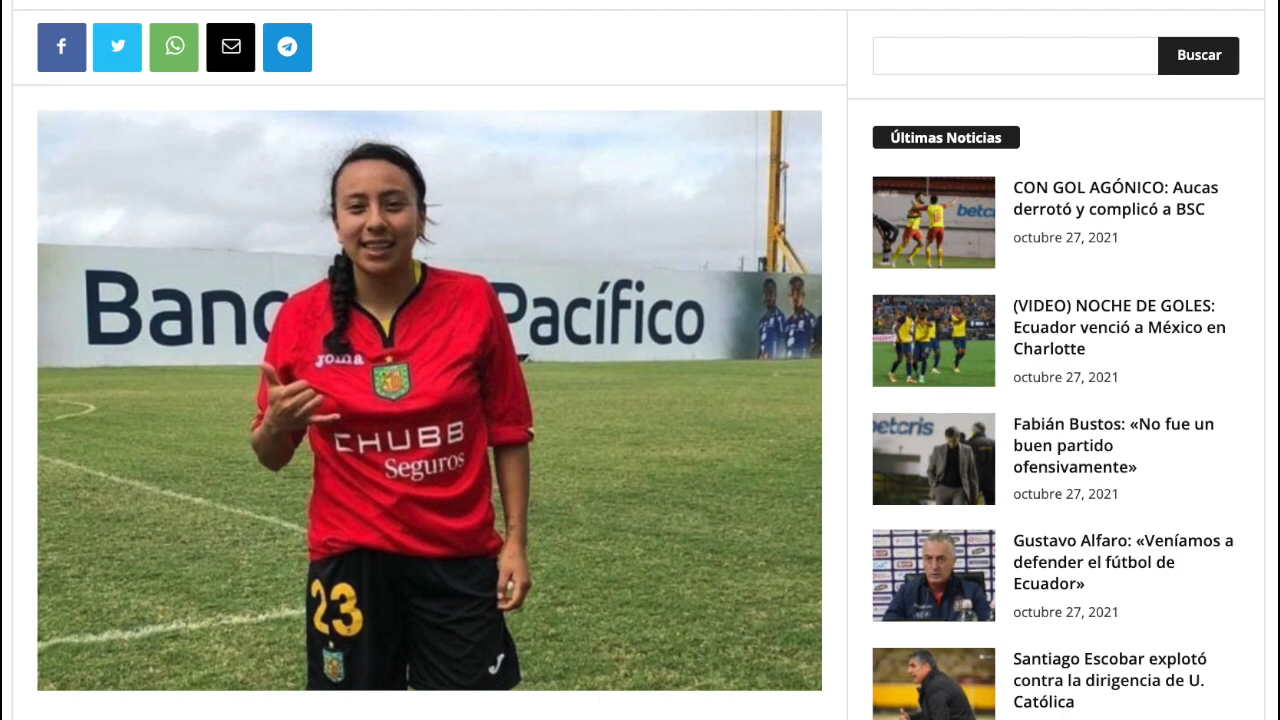 Buscar
Últimas Noticias
CON GOL AGÓNICO: Aucas
derrotó y complicó a BSC
octubre 27, 2021
(VIDEO) NOCHE DE GOLES:
Ecuador venció a México en
Charlotte
octubre 27, 2021
Fabián Bustos: «No fue un
buen partido
ofensivamente»
octubre 27, 2021
Gustavo Alfaro: «Veníamos a
defender el fútbol de
Ecuador»
octubre 27, 2021
Santiago Escobar explotó
contra la dirigencia de U.
Católica
Banc Pacífico
joma
CHUBB
Seguros
23
betcris